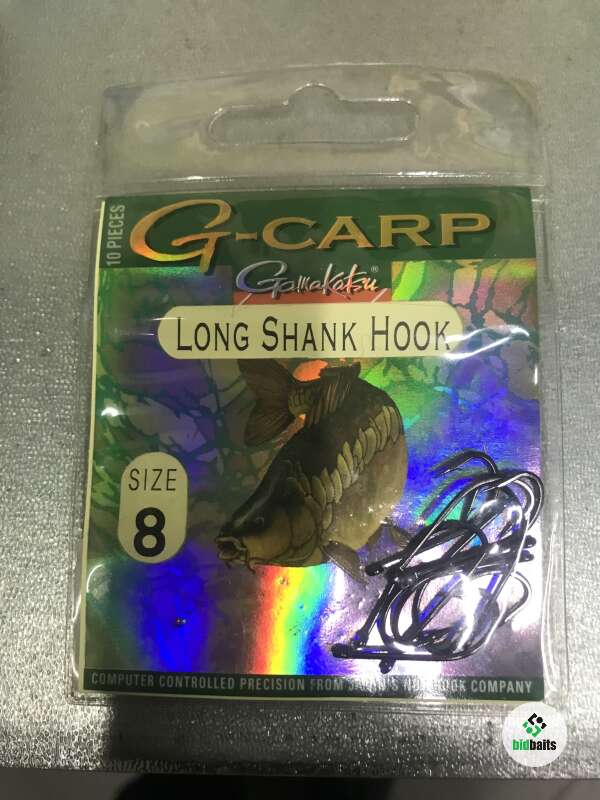 10 PIECES
G-CARP
Gamakatsu®
LONG SHANK HOOK
SIZE
8
COMPUTER CONTROLLED PRECISION FROM JAPAN'S NO.1 HOOK COMPANY
bidbaits